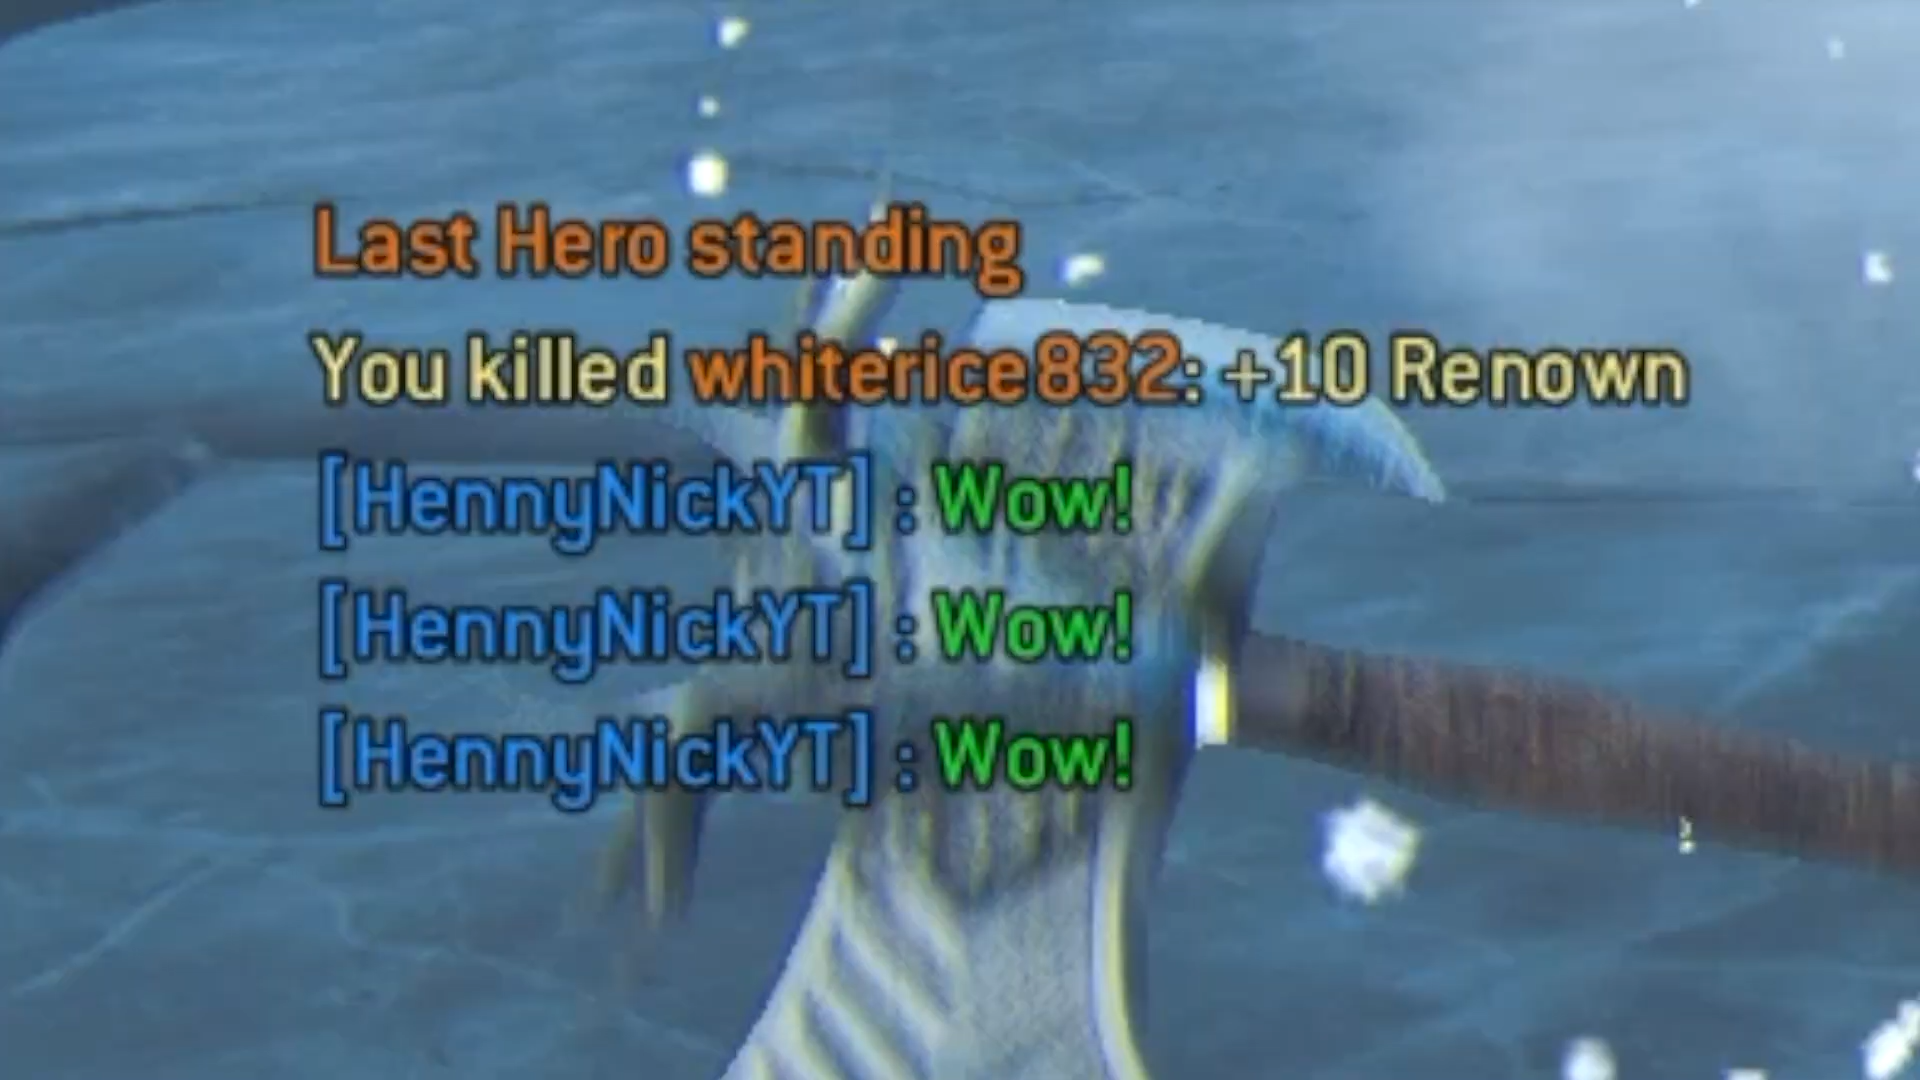 Last Hero standing
You killed whiterice832: +10 Renown
[HennyNickYT] : Wow!
[HennyNickYT] : Wow!
[HennyNickYT] : Wow!